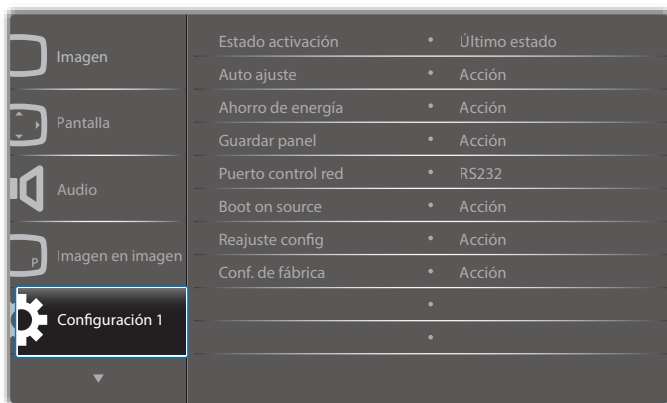 Imagen
Pantalla
Audio
P
Imagen en imagen
Configuración 1
Estado activación • Último estado
Auto ajuste • Acción
Ahorro de energía • Acción
Guardar panel • Acción
Puerto control red • RS232
Boot on source • Acción
Reajuste config • Acción
Conf. de fábrica • Acción
•
•